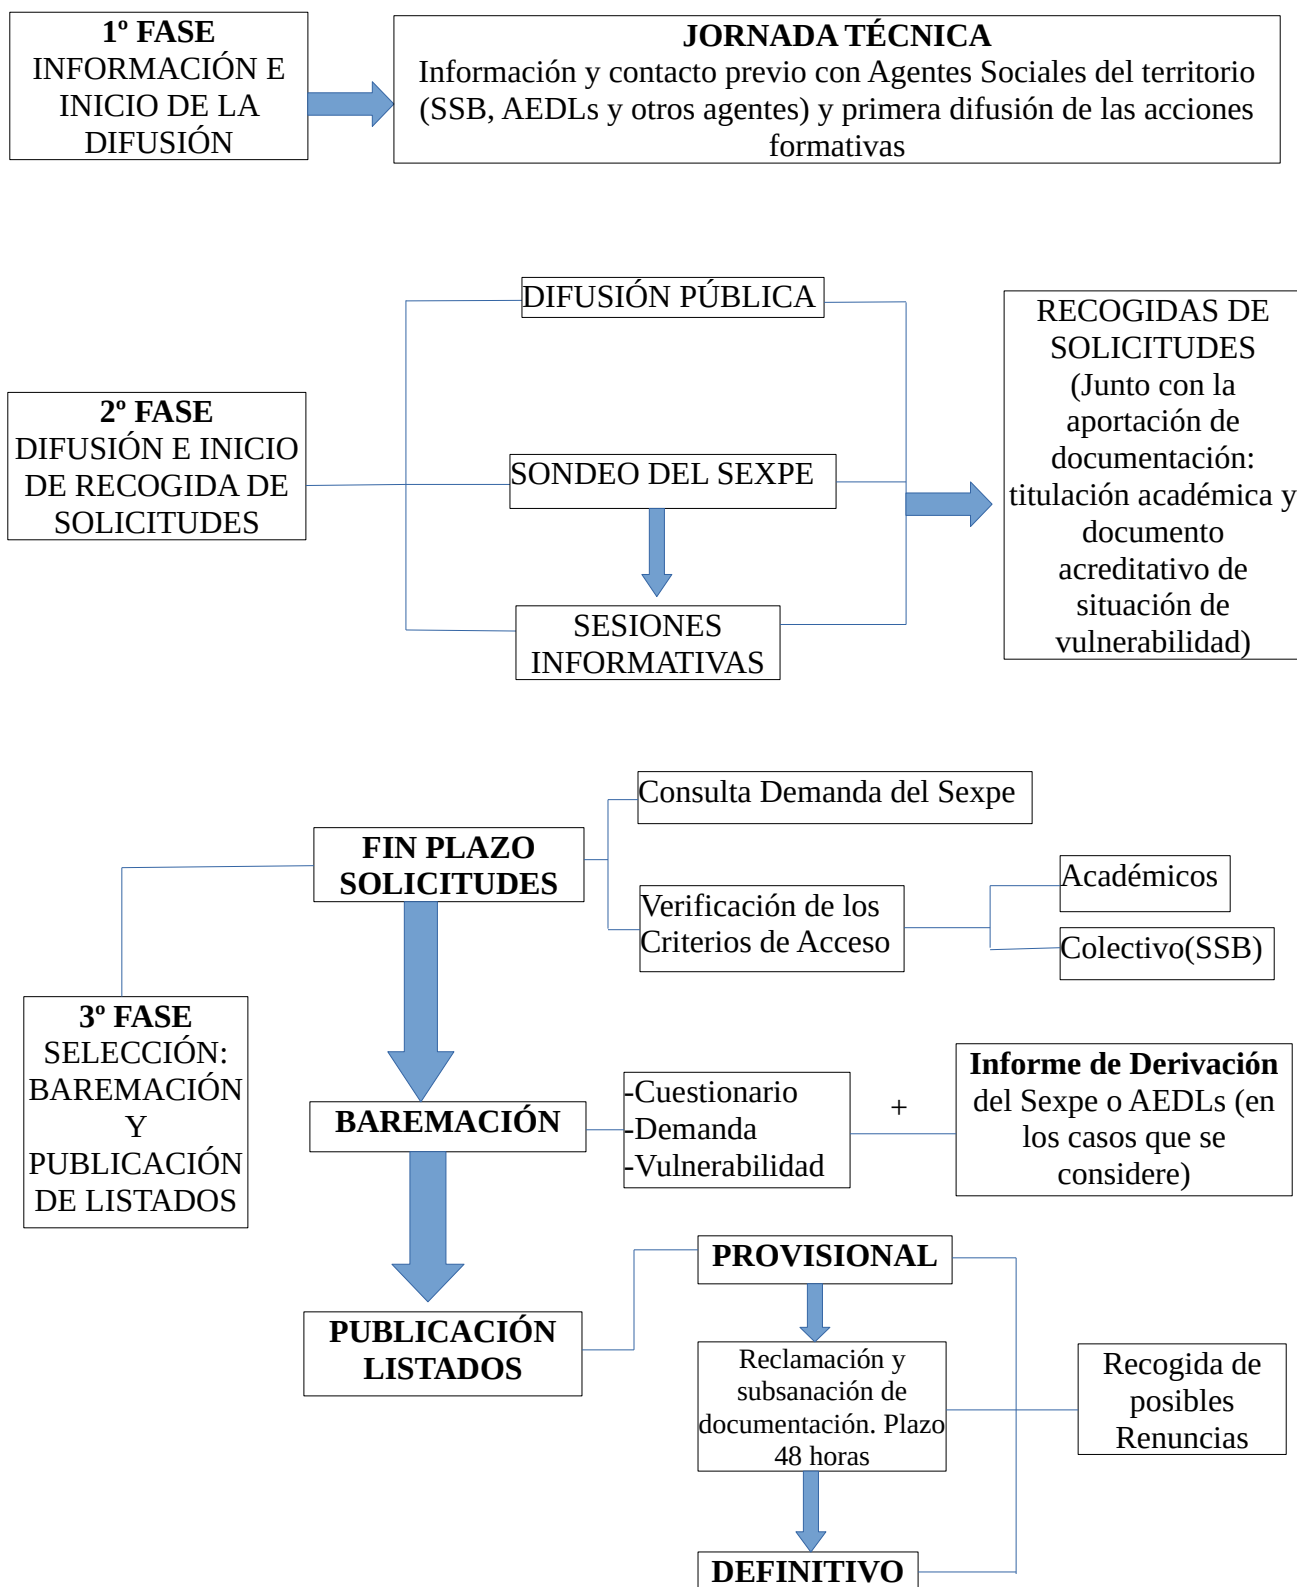 1º FASE
INFORMACIÓN E
INICIO DE LA
DIFUSIÓN
JORNADA TÉCNICA
Información y contacto previo con Agentes Sociales del territorio
(SSB, AEDLs y otros agentes) y primera difusión de las acciones
formativas
2º FASE
DIFUSIÓN E INICIO
DE RECOGIDA DE
SOLICITUDES
DIFUSIÓN PÚBLICA
SONDEO DEL SEXPE
SESIONES
INFORMATIVAS
RECOGIDAS DE
SOLICITUDES
(Junto con la
aportación de
documentación:
titulación académica y
documento
acreditativo de
situación de
vulnerabilidad)
3º FASE
SELECCIÓN:
BAREMACIÓN
Y
PUBLICACIÓN
DE LISTADOS
FIN PLAZO
SOLICITUDES
Consulta Demanda del Sexpe
Verificación de los
Criterios de Acceso
Académicos
Colectivo(SSB)
BAREMACIÓN
-Cuestionario
-Demanda
-Vulnerabilidad
+
Informe de Derivación
del Sexpe o AEDLs (en
los casos que se
considere)
PUBLICACIÓN
LISTADOS
PROVISIONAL
Reclamación y
subsanación de
documentación. Plazo
48 horas
DEFINITIVO
Recogida de
posibles
Renuncias